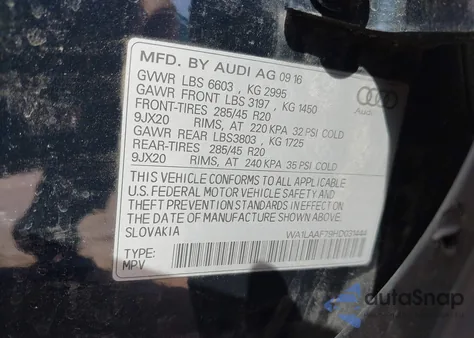 MFD. BY AUDI AG 09 16
GVWR LBS 6603 , KG 2995
GAWR FRONT LBS 3197 , KG 1450
FRONT-TIRES 285/45 R20
9JX20 RIMS, AT 220 KPA 32 PSI COLD
GAWR REAR LBS3803 , KG 1725
REAR-TIRES 285/45 R20
9JX20 RIMS, AT 240 KPA 35 PSI COLD
Audi
THIS VEHICLE CONFORMS TO ALL APPLICABLE
U.S. FEDERAL MOTOR VEHICLE SAFETY AND
THEFT PREVENTION STANDARDS IN EFFECT ON
THE DATE OF MANUFACTURE SHOWN ABOVE.
SLOVAKIA
TYPE:
MPV
autaSnap